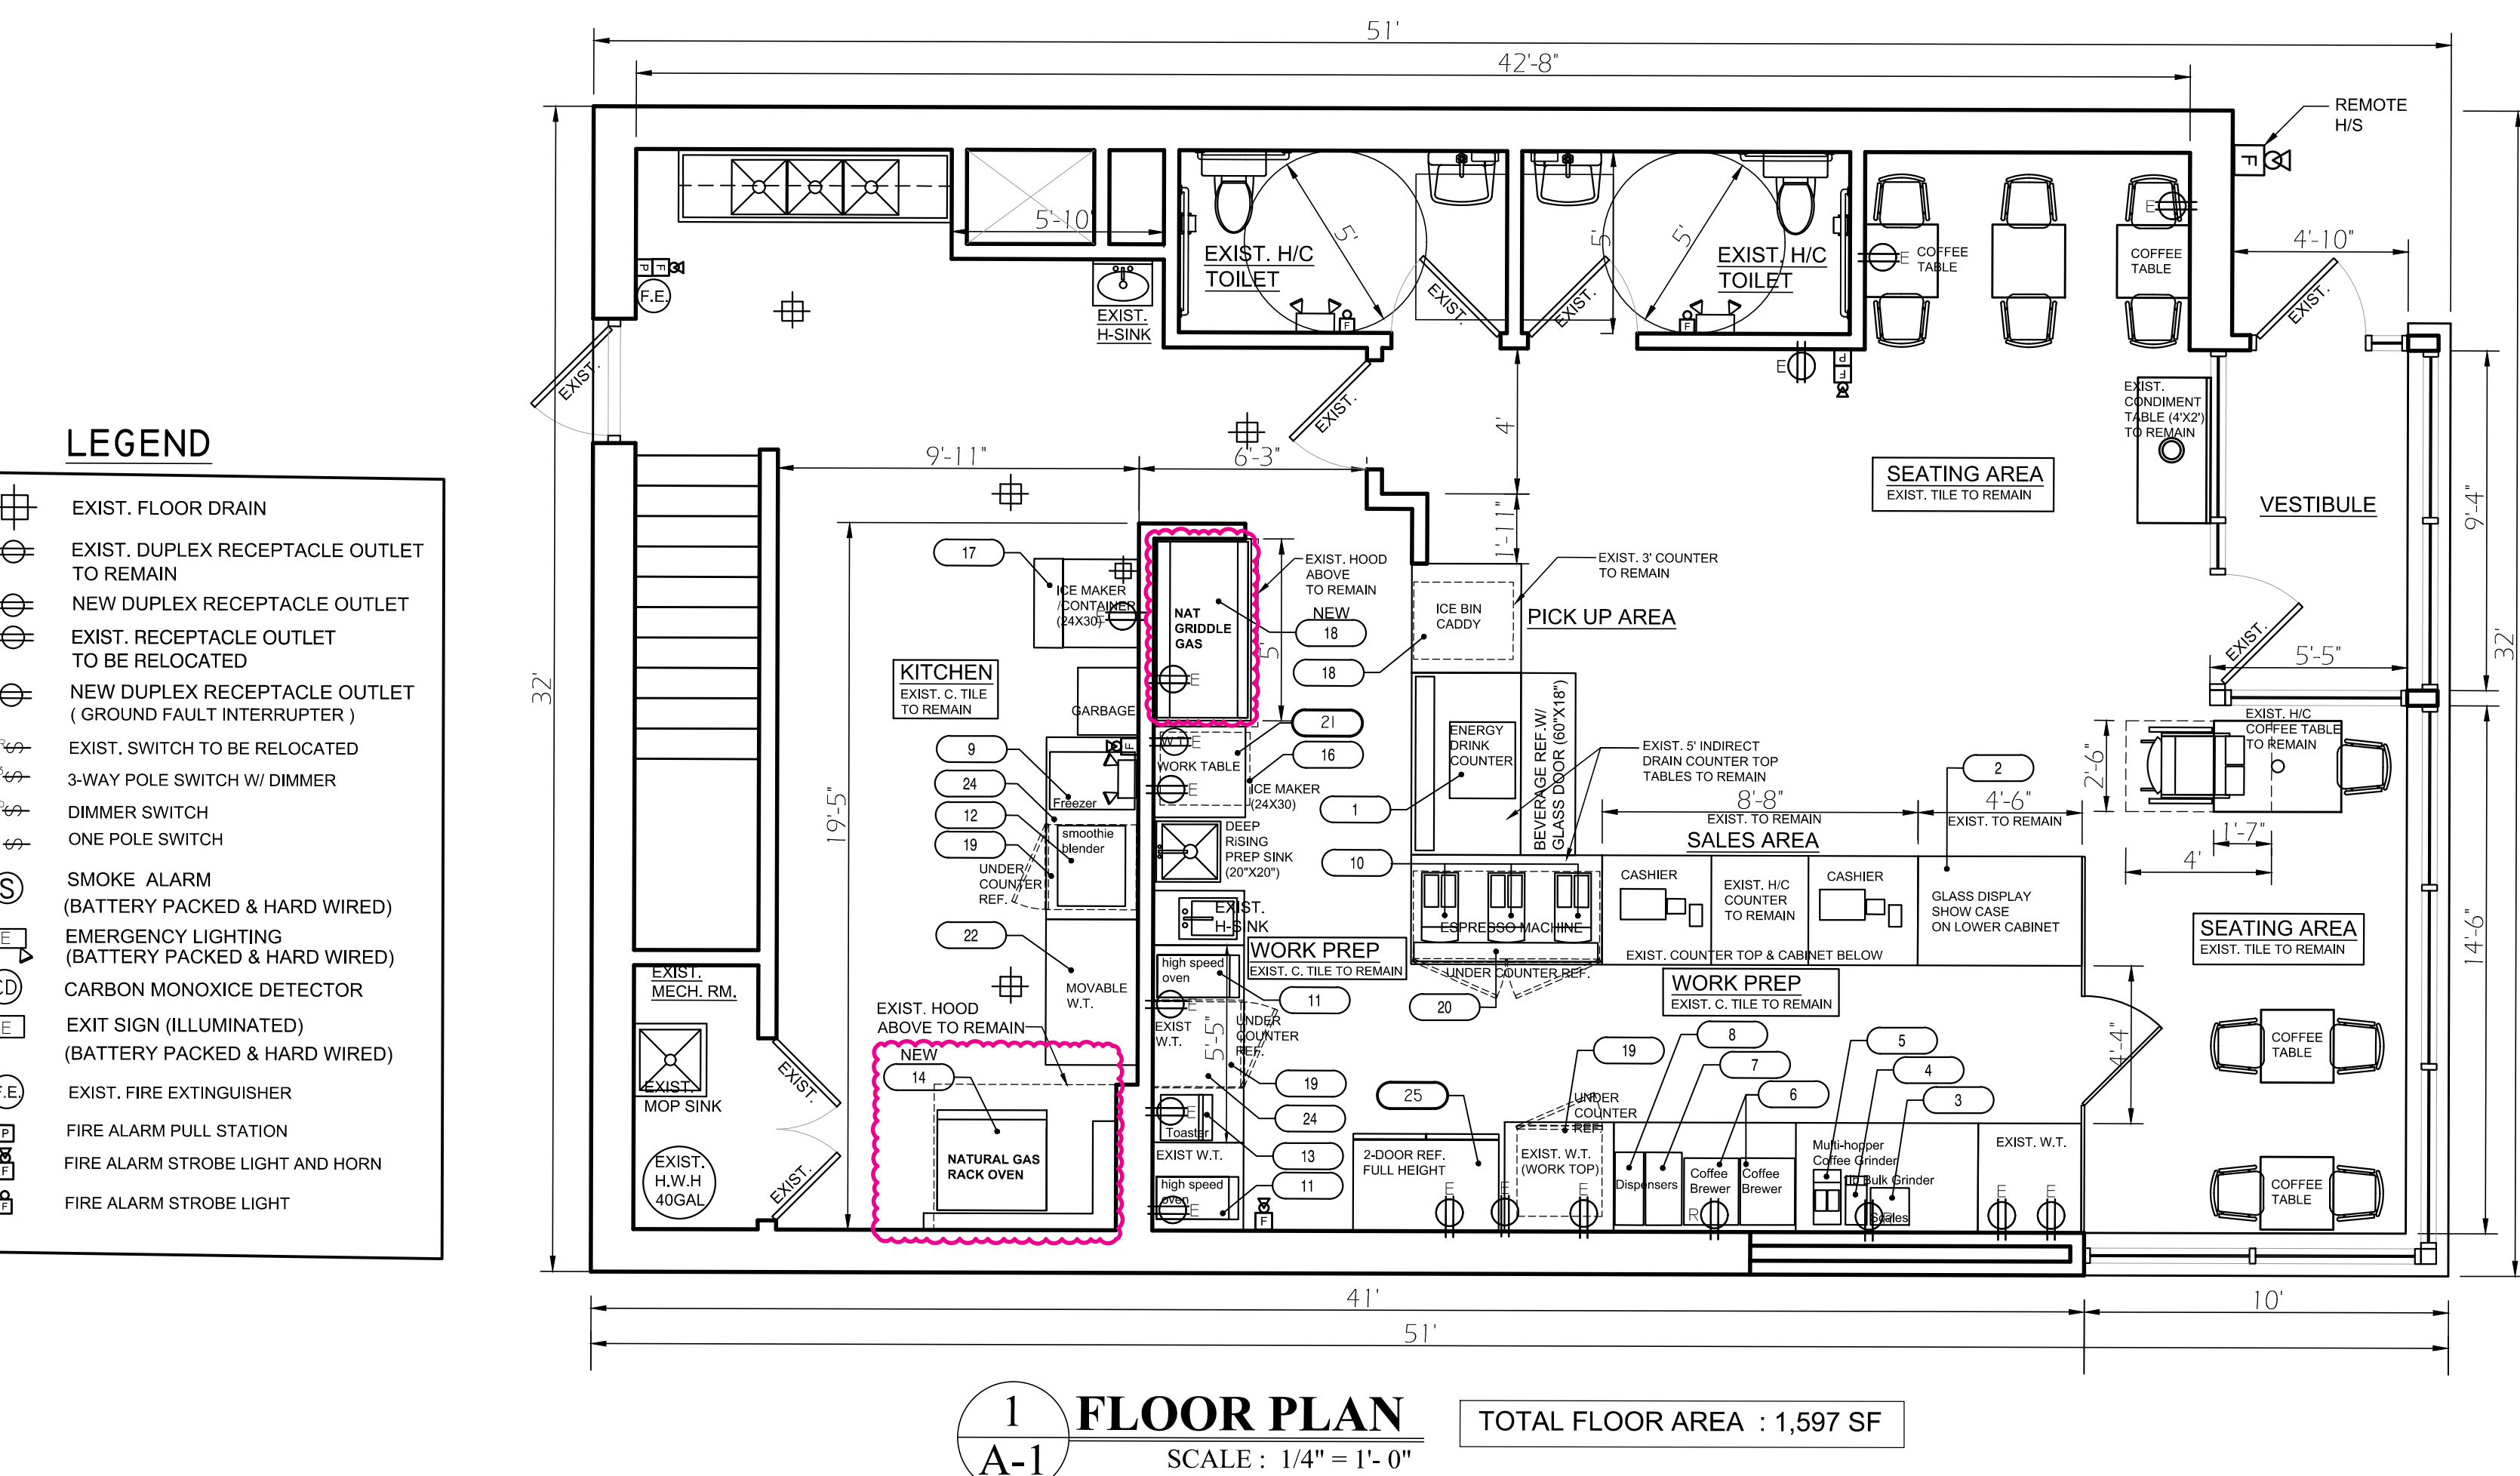 51'
42'-8"
REMOTE
H/S
F
5'-10"
EXIST. H/C
TOILET
5'
EXIST.
5'
EXIST. H/C
TOILET
5'
EXIST.
F
F
E
COFFEE
TABLE
E
COFFEE
TABLE
4'-10"
EXIST.
P F
F.E.
EXIST.
H-SINK
EXIST.
E
P
F
EXIST.
CONDIMENT
TABLE (4'X2')
TO REMAIN
EXIST.
4'
9'-11"
6'-3"
1'-11"
SEATING AREA
EXIST. TILE TO REMAIN
VESTIBULE
9'-4"
32'
32'
LEGEND
EXIST. FLOOR DRAIN
EXIST. DUPLEX RECEPTACLE OUTLET
TO REMAIN
NEW DUPLEX RECEPTACLE OUTLET
EXIST. RECEPTACLE OUTLET
TO BE RELOCATED
NEW DUPLEX RECEPTACLE OUTLET
( GROUND FAULT INTERRUPTER )
EXIST. SWITCH TO BE RELOCATED
3-WAY POLE SWITCH W/ DIMMER
DIMMER SWITCH
ONE POLE SWITCH
S
SMOKE ALARM
(BATTERY PACKED & HARD WIRED)
E
EMERGENCY LIGHTING
(BATTERY PACKED & HARD WIRED)
CD
CARBON MONOXICE DETECTOR
E
EXIT SIGN (ILLUMINATED)
(BATTERY PACKED & HARD WIRED)
F.E.
EXIST. FIRE EXTINGUISHER
P
FIRE ALARM PULL STATION
F
FIRE ALARM STROBE LIGHT AND HORN
F
FIRE ALARM STROBE LIGHT
17
ICE MAKER
/CONTAINER
(24X30)
E
NAT
GRIDDLE
GAS
E
5'
EXIST. HOOD
ABOVE
TO REMAIN
NEW
18
18
ICE BIN
CADDY
EXIST. 3' COUNTER
TO REMAIN
PICK UP AREA
EXIST.
5'-5"
KITCHEN
EXIST. C. TILE
TO REMAIN
GARBAGE
19'-5"
9
24
12
19
Freezer
F
smoothie
blender
UNDER
COUNTER
REF.
22
MOVABLE
W.T.
W.T.
E
WORK TABLE
E
21
16
ICE MAKER
(24X30)
DEEP
RiSING
PREP SINK
(20"X20")
EXIST.
H-SINK
1
10
ENERGY
DRINK
COUNTER
BEVERAGE REF.W/
GLASS DOOR (60"X18")
EXIST. 5' INDIRECT
DRAIN COUNTER TOP
TABLES TO REMAIN
8'-8"
EXIST. TO REMAIN
4'-6"
EXIST. TO REMAIN
2
SALES AREA
CASHIER
EXIST. H/C
COUNTER
TO REMAIN
CASHIER
GLASS DISPLAY
SHOW CASE
ON LOWER CABINET
EXIST. H/C
COFFEE TABLE
TO REMAIN
2'-6"
1'-7"
4'
14'-6"
SEATING AREA
EXIST. TILE TO REMAIN
ESPRESSO MACHINE
EXIST. COUNTER TOP & CABINET BELOW
UNDER COUNTER REF.
20
WORK PREP
EXIST. C. TILE TO REMAIN
WORK PREP
EXIST. C. TILE TO REMAIN
high speed
oven
11
E
EXIST
W.T.
5'-5"
UNDER
COUNTER
REF.
19
24
E
Toaster
13
EXIST W.T.
high speed
oven
11
E
F
EXIST.
MECH. RM.
EXIST.
MOP SINK
EXIST.
H.W.H
40GAL
EXIST.
EXIST.
EXIST. HOOD
ABOVE TO REMAIN
NEW
14
NATURAL GAS
RACK OVEN
25
2-DOOR REF.
FULL HEIGHT
E
E
19
UNDER
COUNTER
REF.
EXIST. W.T.
(WORK TOP)
E
8
7
6
5
4
3
Dispensers
Coffee
Brewer
Coffee
Brewer
R
Multi-hopper
Coffee Grinder
1lb Bulk Grinder
Scales
EXIST. W.T.
E
E
4'-4"
COFFEE
TABLE
COFFEE
TABLE
41'
10'
51'
1
A-1
FLOOR PLAN
SCALE : 1/4" = 1'- 0"
TOTAL FLOOR AREA : 1,597 SF